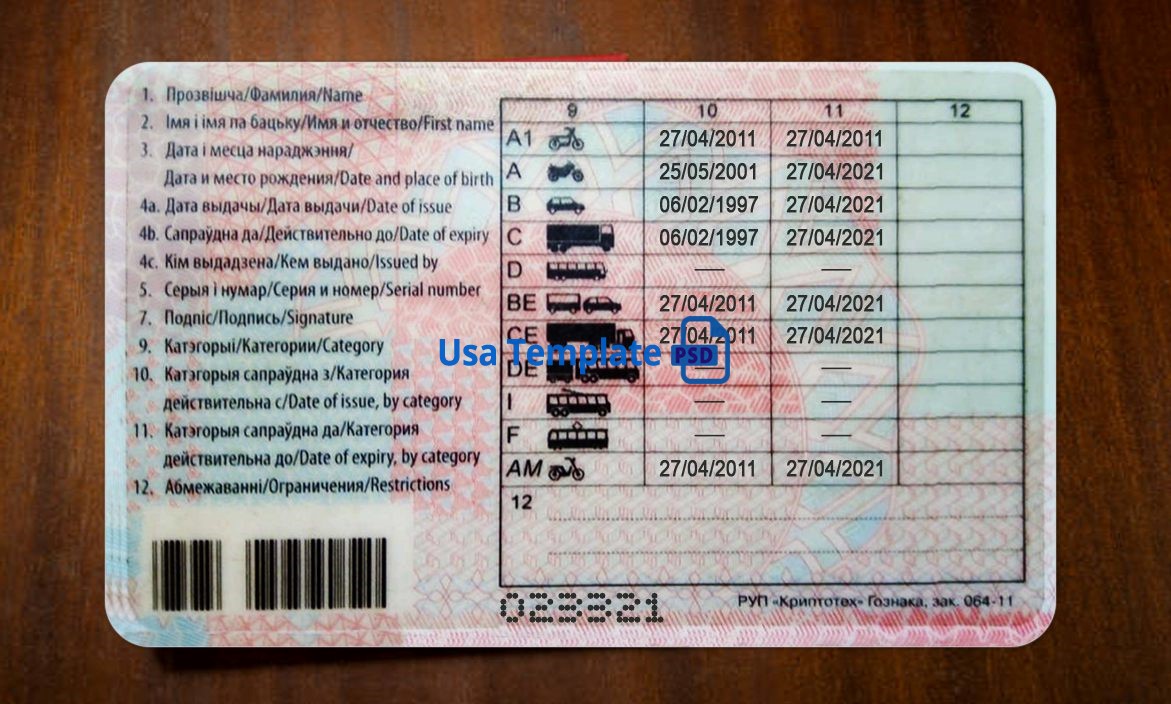 1. Прозвішча/Фамилия/Name
2. Імя і імя па бацьку/Имя и отчество/First name
3. Дата і месца нараджэння/
Дата и место рождения/Date and place of birth
4a. Дата выдачы/Дата выдачи/Date of issue
4b. Сапраўдна да/Действительно до/Date of expiry
4c. Кім выдадзена/Кем выдано/Issued by
5. Серыя і нумар/Серия и номер/Serial number
7. Подпіс/Подпись/Signature
9. Катэгорыі/Категории/Category
10. Катэгорыя сапраўдна з/Категория
действительна с/Date of issue, by category
11. Катэгорыя сапраўдна да/Категория
действительна до/Date of expiry, by category
12. Абмежаванні/Ограничения/Restrictions
9 10 11 12
A1 27/04/2011 27/04/2011
A 25/05/2001 27/04/2021
B 06/02/1997 27/04/2021
C 06/02/1997 27/04/2021
D — —
BE 27/04/2011 27/04/2021
CE 27/04/2011 27/04/2021
DE — —
I — —
F — —
AM 27/04/2011 27/04/2021
12
Usa Template PSD
023321
РУП «Криптотех» Гознака, зак. 064-11